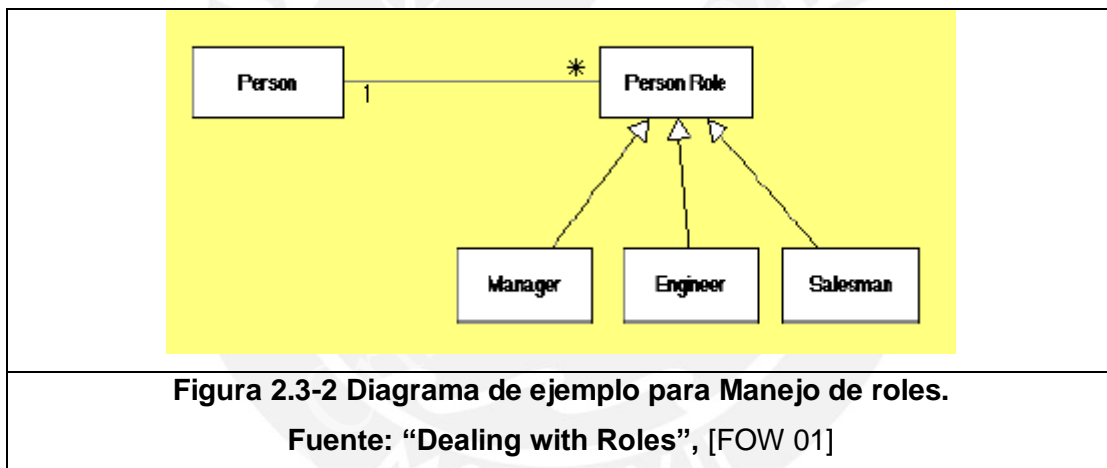 Person
1
*
Person Role
Manager
Engineer
Salesman
Figura 2.3-2 Diagrama de ejemplo para Manejo de roles.
Fuente: “Dealing with Roles”, [FOW 01]